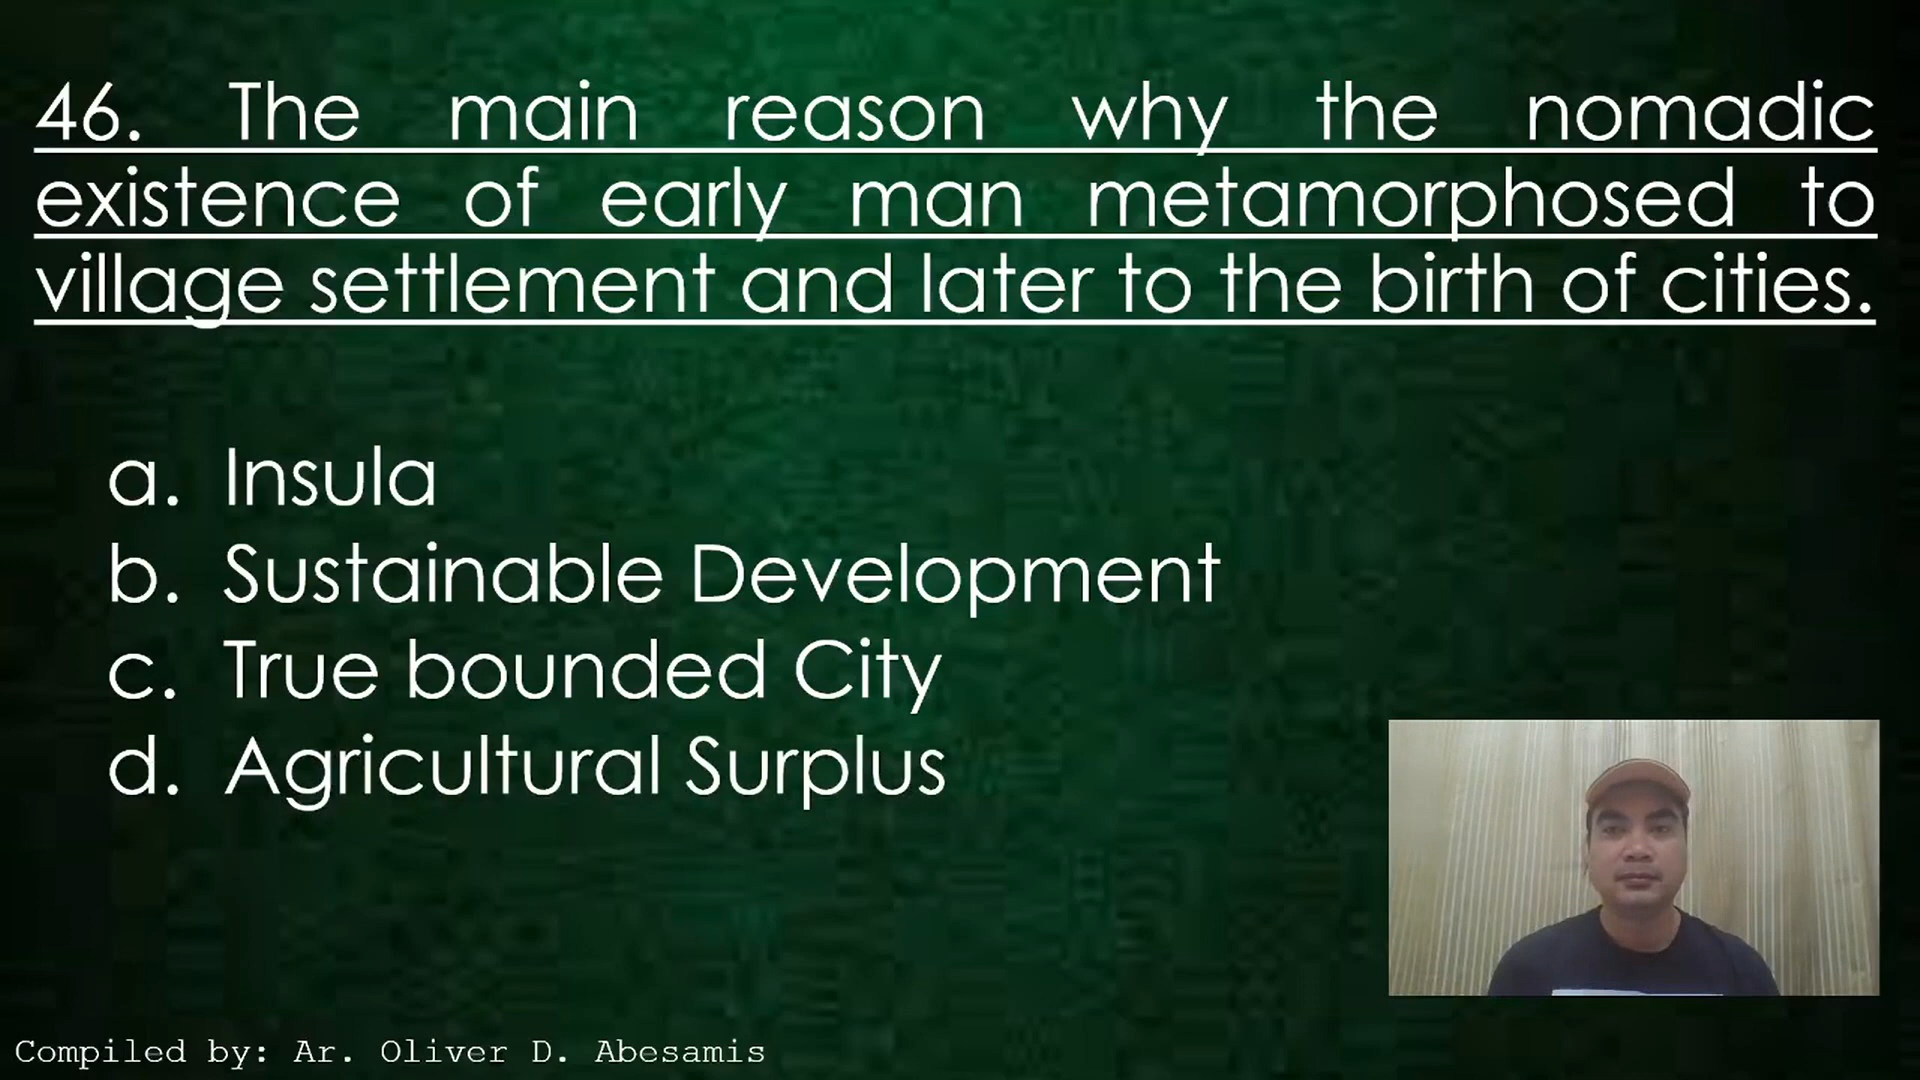 46. The main reason why the nomadic
existence of early man metamorphosed to
village settlement and later to the birth of cities.
a. Insula
b. Sustainable Development
c. True bounded City
d. Agricultural Surplus
Compiled by: Ar. Oliver D. Abesamis